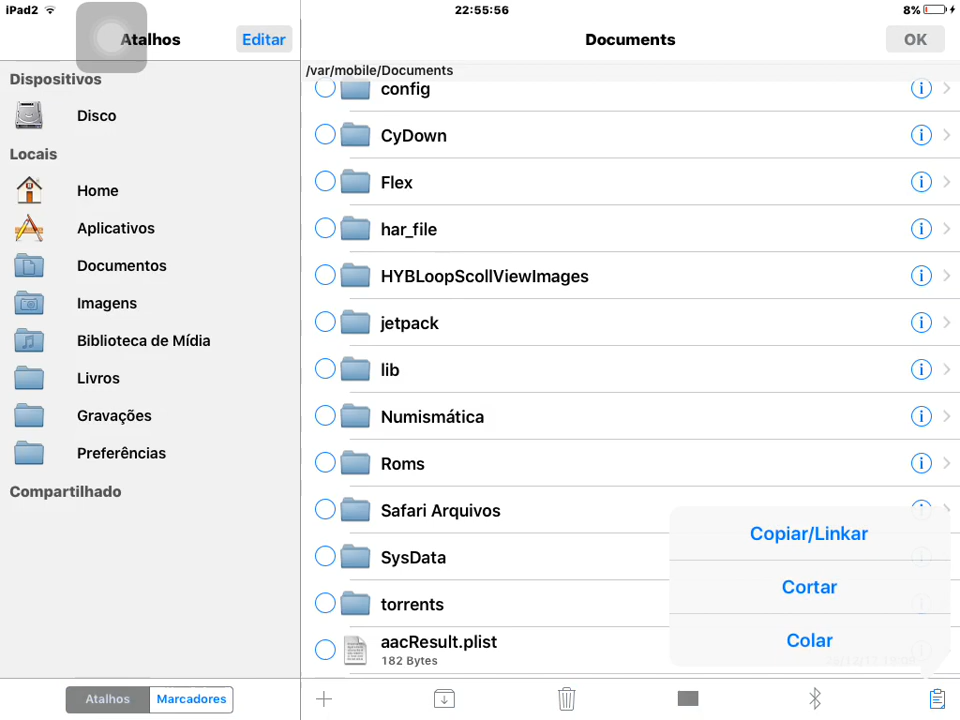 iPad2
22:55:56
8%
Atalhos
Editar
Documents
OK
/var/mobile/Documents
Dispositivos
Disco
Locais
Home
Aplicativos
Documentos
Imagens
Biblioteca de Mídia
Livros
Gravações
Preferências
Compartilhado
Atalhos
Marcadores
config
CyDown
Flex
har_file
HYBLoopScollViewImages
jetpack
lib
Numismática
Roms
Safari Arquivos
SysData
torrents
aacResult.plist
182 Bytes
Copiar/Linkar
Cortar
Colar